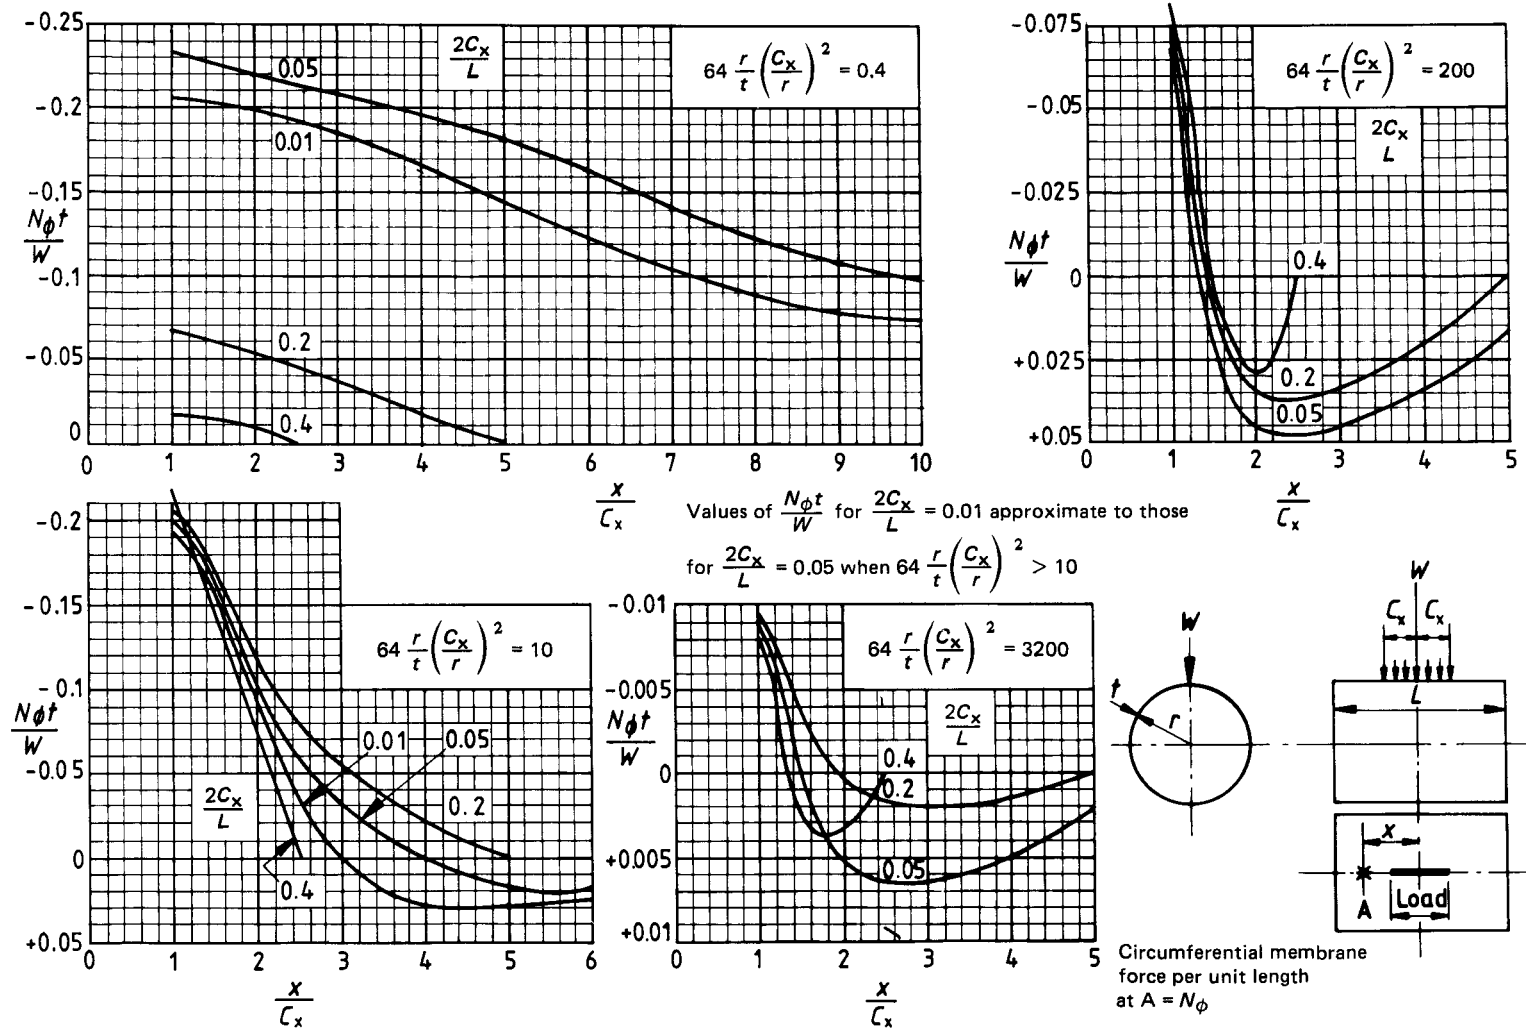 -0.25
-0.2
-0.15
-0.1
-0.05
0
Nϕt
W
0.05
0.01
0.2
0.4
2Cx
L
64 r/t (Cx/r)² = 0.4
0 1 2 3 4 5 6 7 8 9 10
x
Cx
-0.075
-0.05
-0.025
0
+0.025
+0.05
Nϕt
W
64 r/t (Cx/r)² = 200
2Cx
L
0.4
0.2
0.05
0 1 2 3 4 5
x
Cx
Values of Nϕt/W for 2Cx/L = 0.01 approximate to those
for 2Cx/L = 0.05 when 64 r/t (Cx/r)² > 10
-0.2
-0.15
-0.1
-0.05
0
+0.05
Nϕt
W
64 r/t (Cx/r)² = 10
0.01
0.05
0.2
0.4
2Cx
L
0 1 2 3 4 5 6
x
Cx
-0.01
-0.005
0
+0.005
+0.01
Nϕt
W
64 r/t (Cx/r)² = 3200
2Cx
L
0.4
0.2
0.05
0 1 2 3 4 5
x
Cx
W
t
r
W
Cx Cx
L
x
A
Load
Circumferential membrane
force per unit length
at A = Nϕ